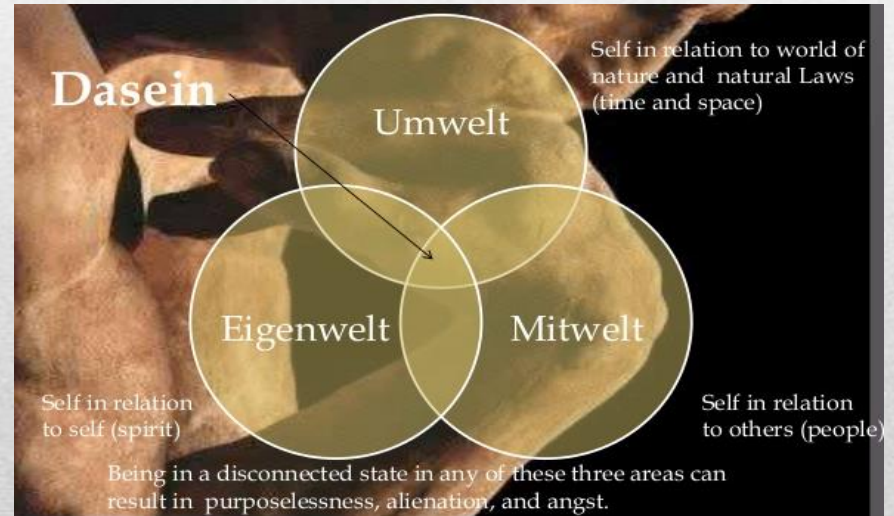 Dasein
Umwelt
Self in relation to world of
nature and  natural Laws
(time and space)
Eigenwelt
Mitwelt
Self in relation
to self (spirit)
Self in relation
to others (people)
Being in a disconnected state in any of these three areas can
result in  purposelessness, alienation, and angst.